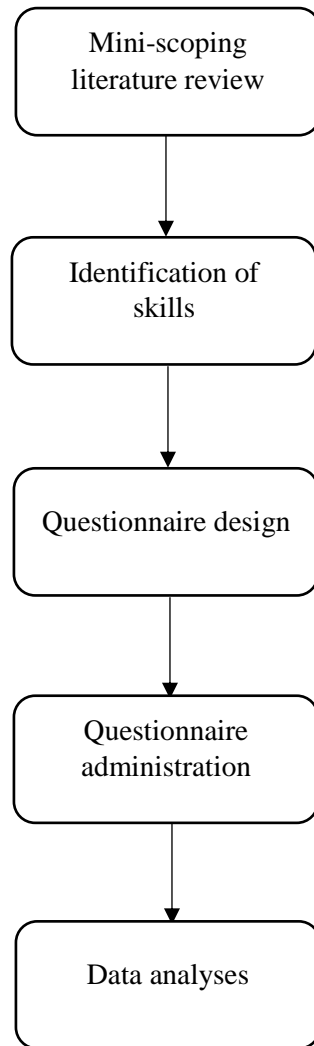 Mini-scoping
literature review
Identification of
skills
Questionnaire design
Questionnaire
administration
Data analyses